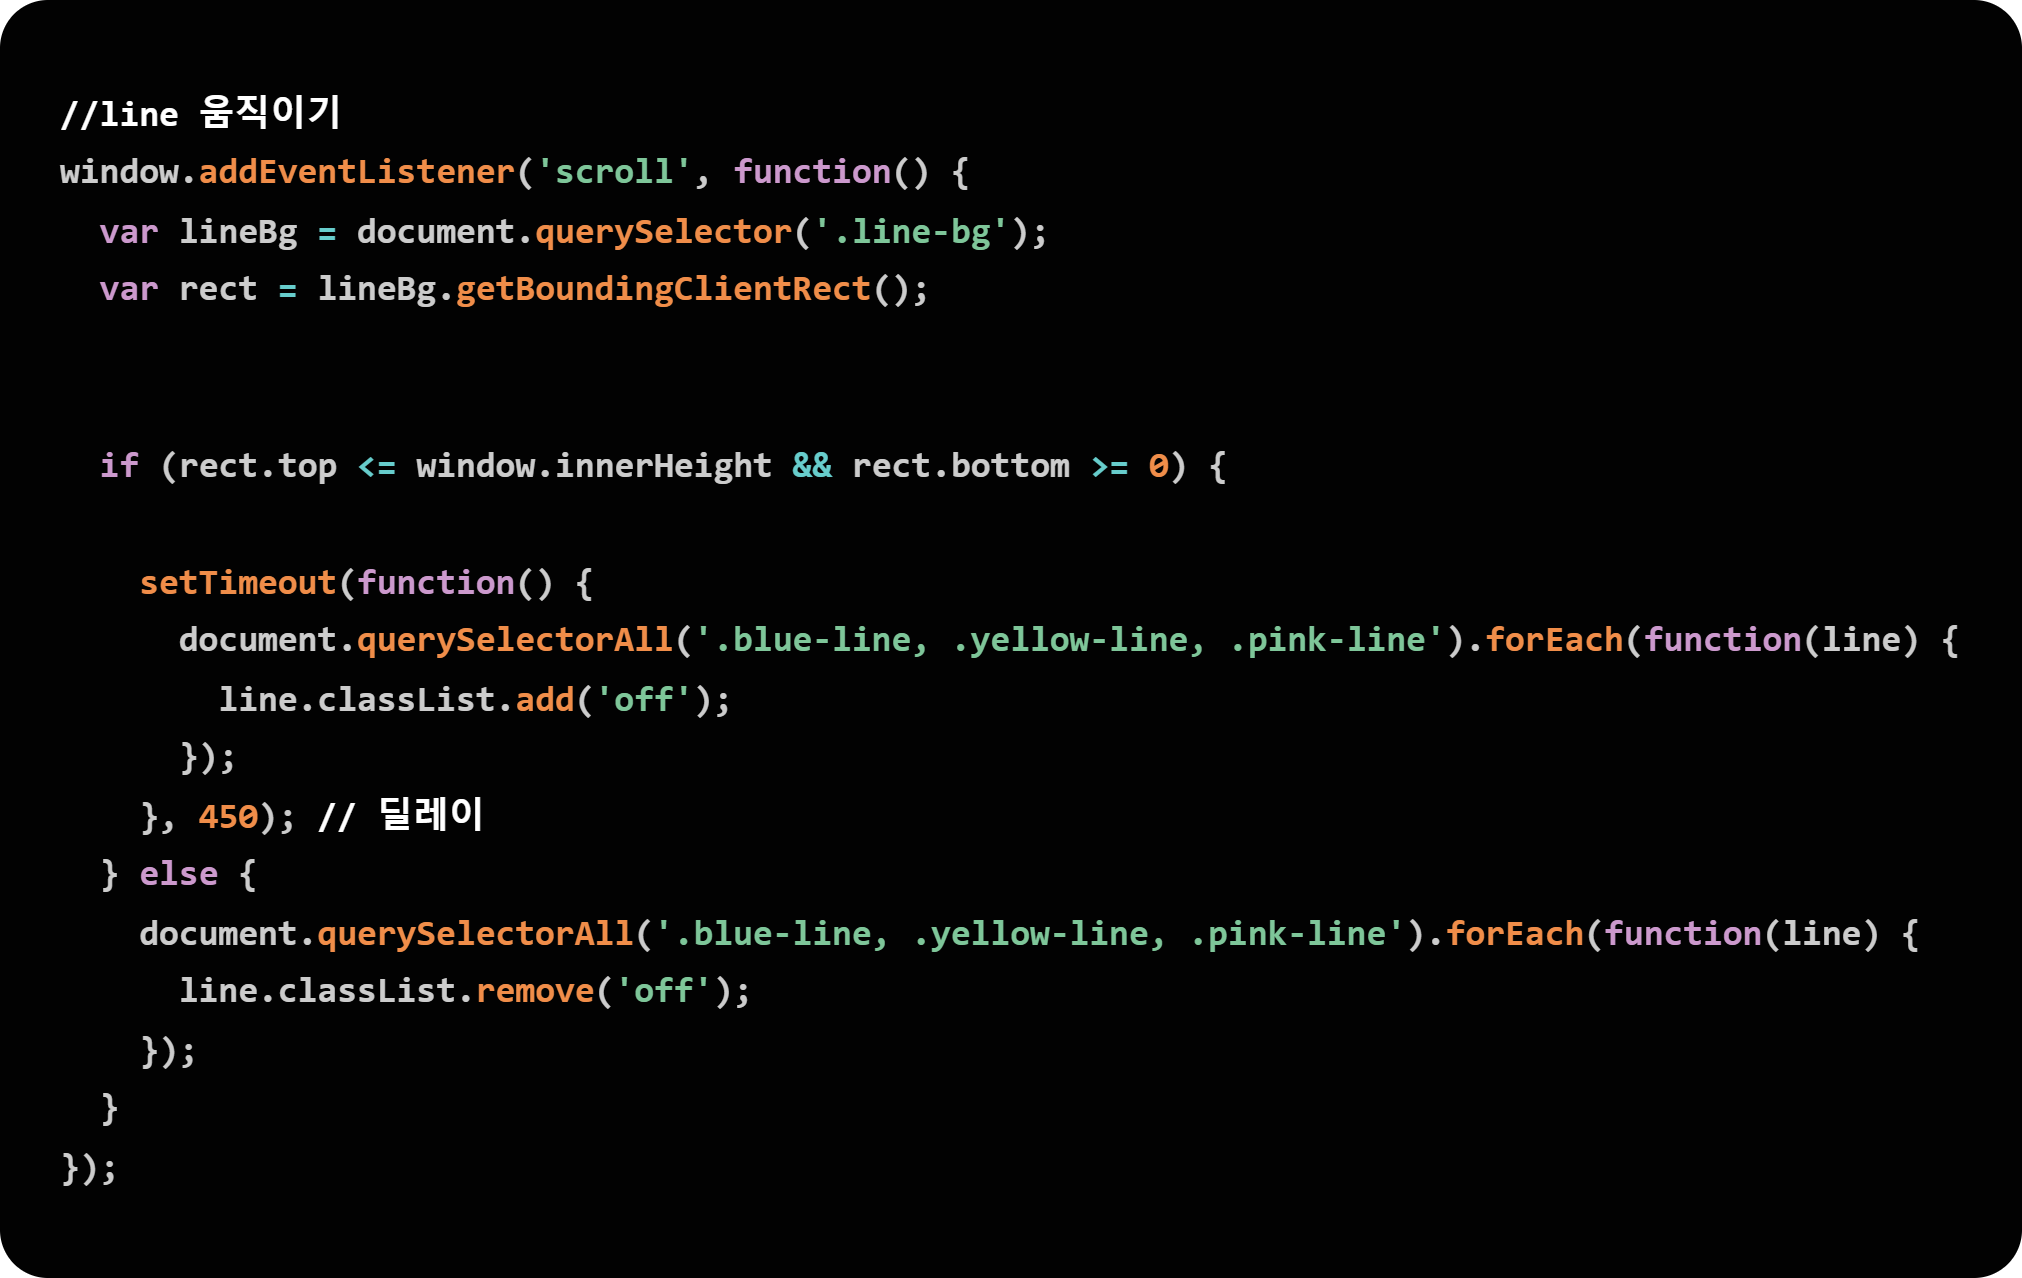 //line 움직이기
window.addEventListener('scroll', function() {
  var lineBg = document.querySelector('.line-bg');
  var rect = lineBg.getBoundingClientRect();
  if (rect.top <= window.innerHeight && rect.bottom >= 0) {
    setTimeout(function() {
      document.querySelectorAll('.blue-line, .yellow-line, .pink-line').forEach(function(line) {
        line.classList.add('off');
      });
    }, 450); // 딜레이
  } else {
    document.querySelectorAll('.blue-line, .yellow-line, .pink-line').forEach(function(line) {
      line.classList.remove('off');
    });
  }
});